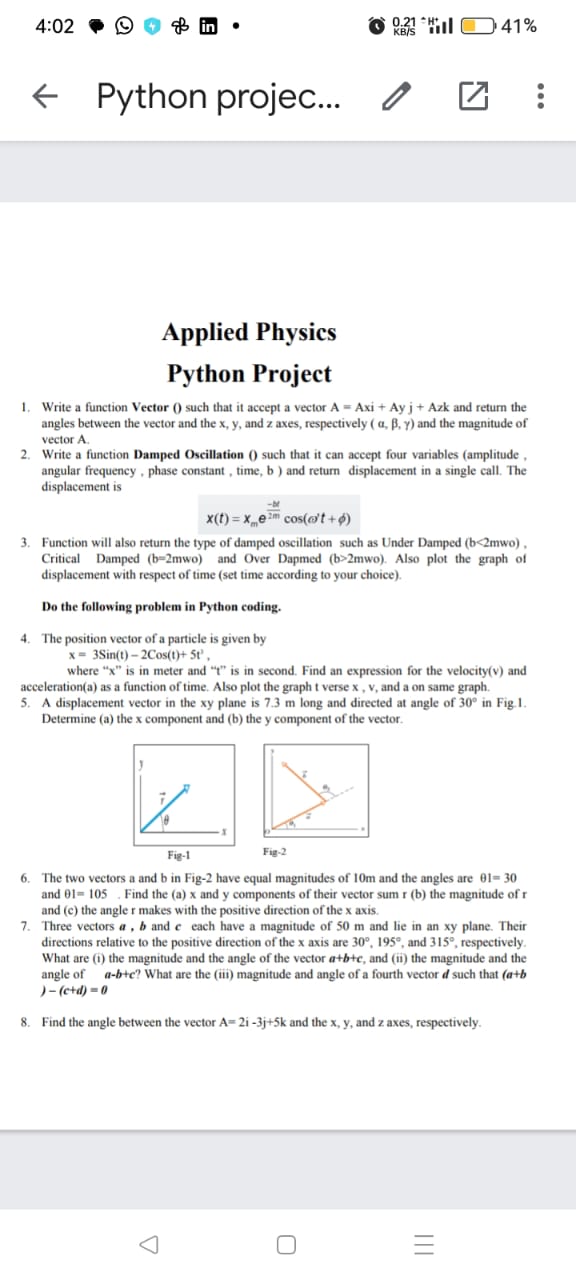 4:02 in • 0.21 KB/S H+ 41%
Python projec...
Applied Physics
Python Project
1. Write a function Vector () such that it accept a vector A = Axi + Ay j + Azk and return the
angles between the vector and the x, y, and z axes, respectively ( α, β, γ) and the magnitude of
vector A.
2. Write a function Damped Oscillation () such that it can accept four variables (amplitude ,
angular frequency , phase constant , time, b ) and return displacement in a single call. The
displacement is
x(t) = xₘe^(-bt/2m) cos(ω't + φ)
3. Function will also return the type of damped oscillation such as Under Damped (b<2mwo) ,
Critical Damped (b=2mwo) and Over Dapmed (b>2mwo). Also plot the graph of
displacement with respect of time (set time according to your choice).
Do the following problem in Python coding.
4. The position vector of a particle is given by
x = 3Sin(t) – 2Cos(t)+ 5t' ,
where “x” is in meter and “t” is in second. Find an expression for the velocity(v) and
acceleration(a) as a function of time. Also plot the graph t verse x , v, and a on same graph.
5. A displacement vector in the xy plane is 7.3 m long and directed at angle of 30° in Fig.1.
Determine (a) the x component and (b) the y component of the vector.
y
r
θ
x
Fig-1
Fig-2
6. The two vectors a and b in Fig-2 have equal magnitudes of 10m and the angles are θ1= 30
and θ1= 105 . Find the (a) x and y components of their vector sum r (b) the magnitude of r
and (c) the angle r makes with the positive direction of the x axis.
7. Three vectors a , b and c each have a magnitude of 50 m and lie in an xy plane. Their
directions relative to the positive direction of the x axis are 30°, 195°, and 315°, respectively.
What are (i) the magnitude and the angle of the vector a+b+c, and (ii) the magnitude and the
angle of a-b+c? What are the (iii) magnitude and angle of a fourth vector d such that (a+b
) – (c+d) = 0
8. Find the angle between the vector A= 2i -3j+5k and the x, y, and z axes, respectively.